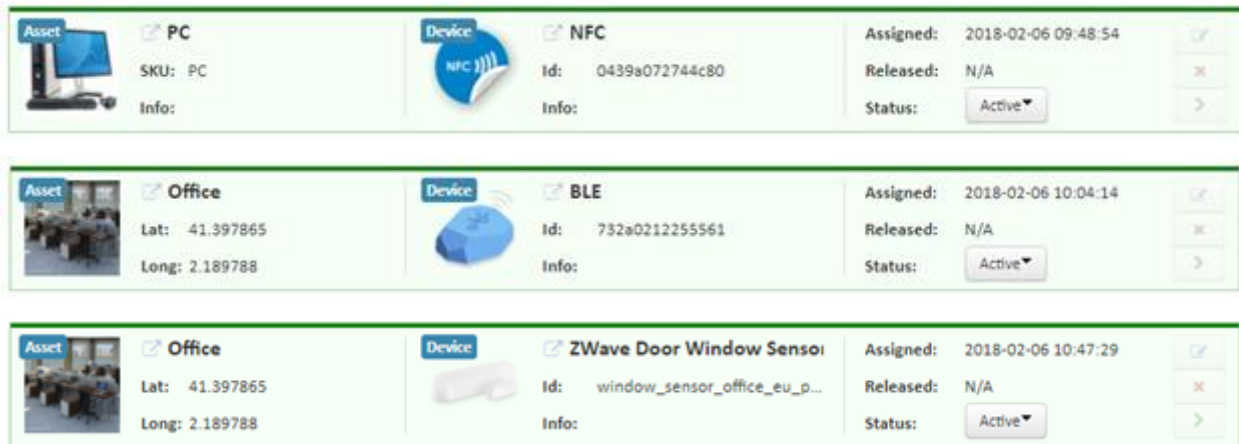 Asset PC Device NFC Assigned: 2018-02-06 09:48:54
NFC
SKU: PC Id: 0439a072744c80 Released: N/A
Info: Info: Status: Active
Asset Office Device BLE Assigned: 2018-02-06 10:04:14
Lat: 41.397865 Id: 732a0212255561 Released: N/A
Long: 2.189788 Info: Status: Active
Asset Office Device ZWave Door Window Sensor Assigned: 2018-02-06 10:47:29
Lat: 41.397865 Id: window_sensor_office_eu_p... Released: N/A
Long: 2.189788 Info: Status: Active